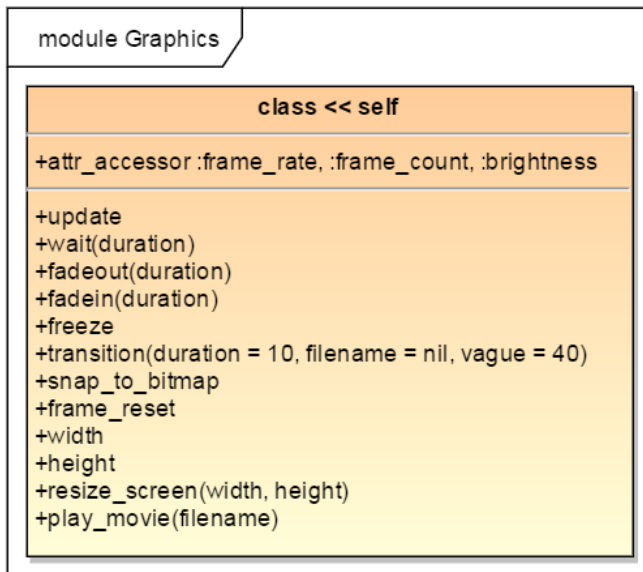 module Graphics
class << self
+attr_accessor :frame_rate, :frame_count, :brightness
+update
+wait(duration)
+fadeout(duration)
+fadein(duration)
+freeze
+transition(duration = 10, filename = nil, vague = 40)
+snap_to_bitmap
+frame_reset
+width
+height
+resize_screen(width, height)
+play_movie(filename)